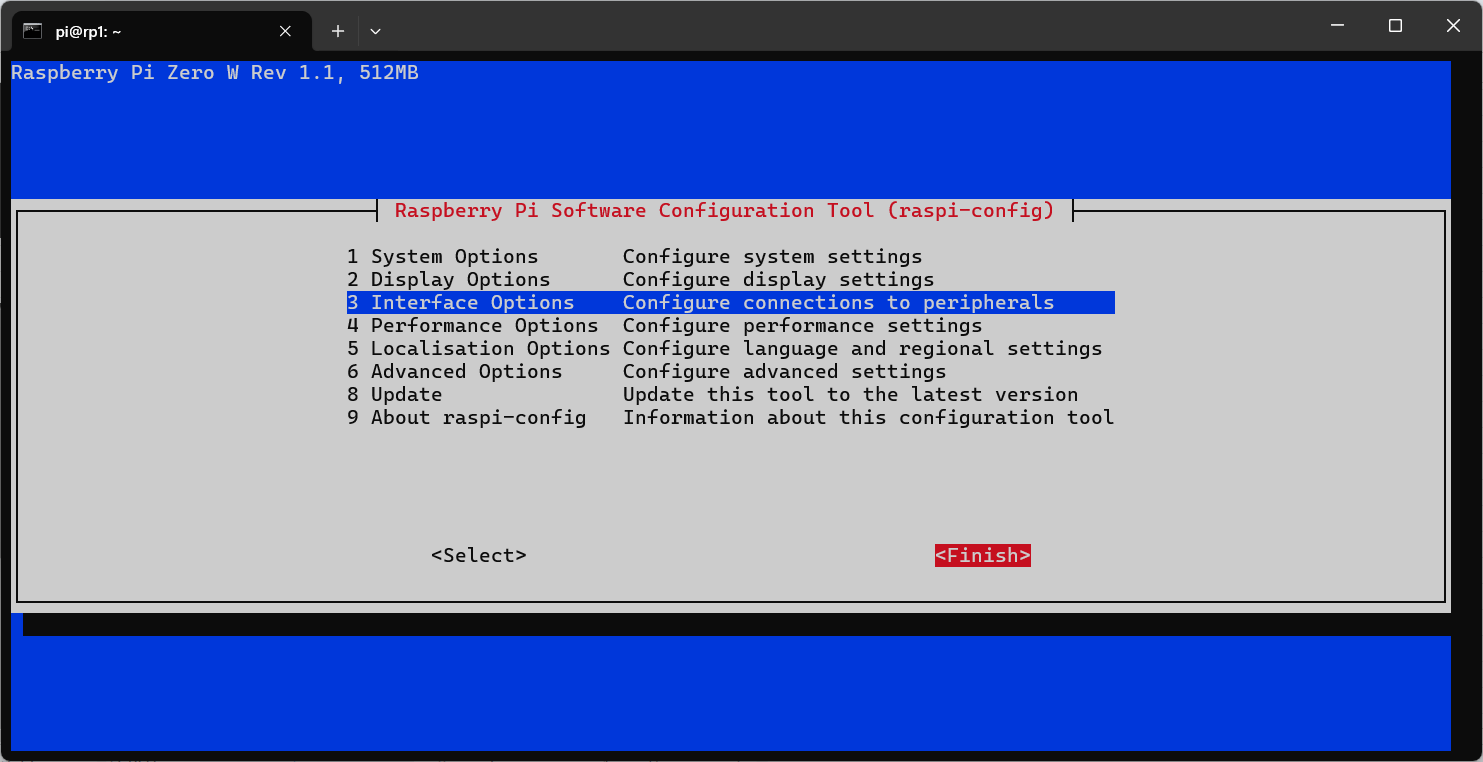 pi@rp1: ~
Raspberry Pi Zero W Rev 1.1, 512MB
Raspberry Pi Software Configuration Tool (raspi-config)
1 System Options Configure system settings
2 Display Options Configure display settings
3 Interface Options Configure connections to peripherals
4 Performance Options Configure performance settings
5 Localisation Options Configure language and regional settings
6 Advanced Options Configure advanced settings
8 Update Update this tool to the latest version
9 About raspi-config Information about this configuration tool
<Select> <Finish>